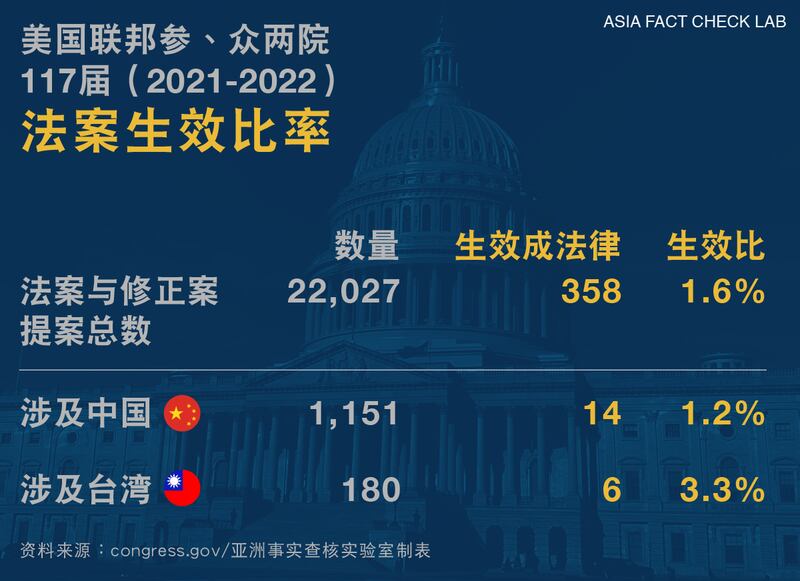 ASIA FACT CHECK LAB
美国联邦参、众两院
117届（2021-2022）
法案生效比率
数量 生效成法律 生效比
法案与修正案 22,027 358 1.6%
提案总数
涉及中国 1,151 14 1.2%
涉及台湾 180 6 3.3%
资料来源：congress.gov/亚洲事实查核实验室制表